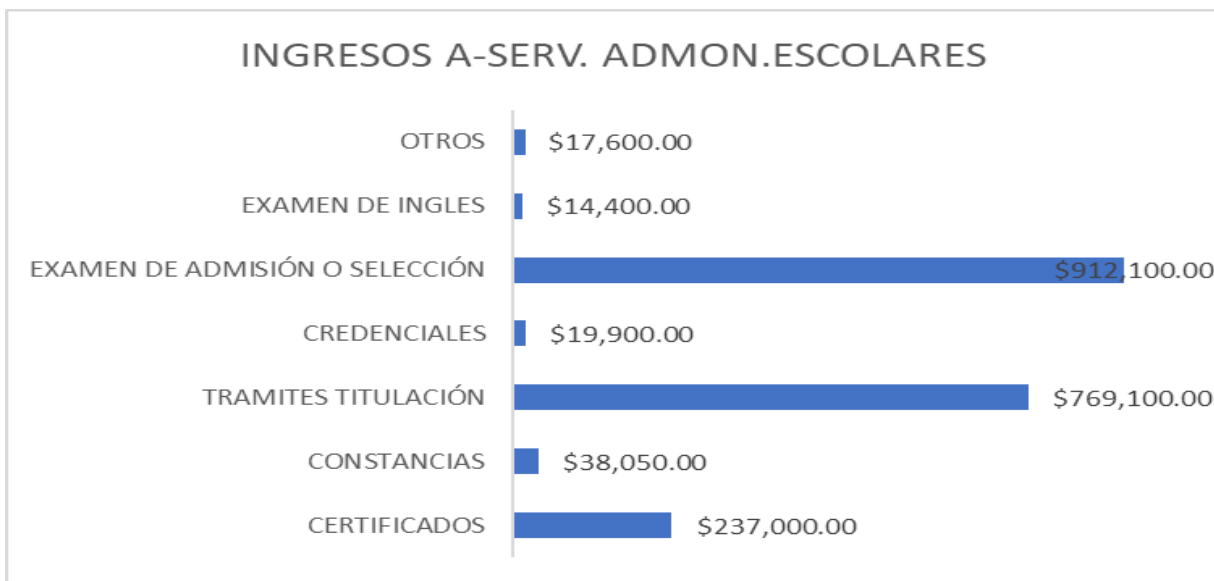 INGRESOS A-SERV. ADMON.ESCOLARES
OTROS $17,600.00
EXAMEN DE INGLES $14,400.00
EXAMEN DE ADMISIÓN O SELECCIÓN $912,100.00
CREDENCIALES $19,900.00
TRAMITES TITULACIÓN $769,100.00
CONSTANCIAS $38,050.00
CERTIFICADOS $237,000.00